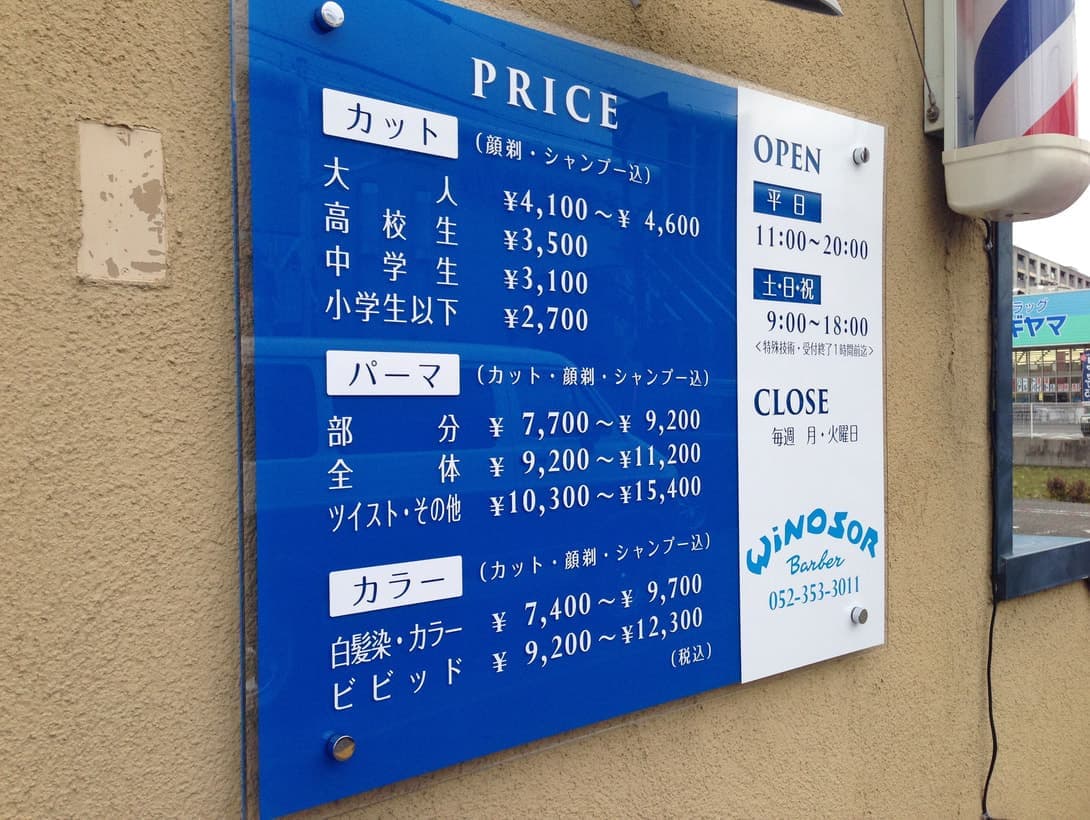 PRICE
カット (顔剃・シャンプー込)
大人 ¥4,100～¥ 4,600
高校生 ¥3,500
中学生 ¥3,100
小学生以下 ¥2,700
パーマ (カット・顔剃・シャンプー込)
部分 ¥ 7,700～¥ 9,200
全体 ¥ 9,200～¥11,200
ツイスト・その他 ¥10,300～¥15,400
カラー (カット・顔剃・シャンプー込)
白髪染・カラー ¥ 7,400～¥ 9,700
ビビッド ¥ 9,200～¥12,300
(税込)
OPEN
平日
11:00～20:00
土・日・祝
9:00～18:00
<特殊技術・受付終了1時間前迄>
CLOSE
毎週 月・火曜日
WiNDSOR
Barber
052-353-3011
ラッグ
ギヤマ